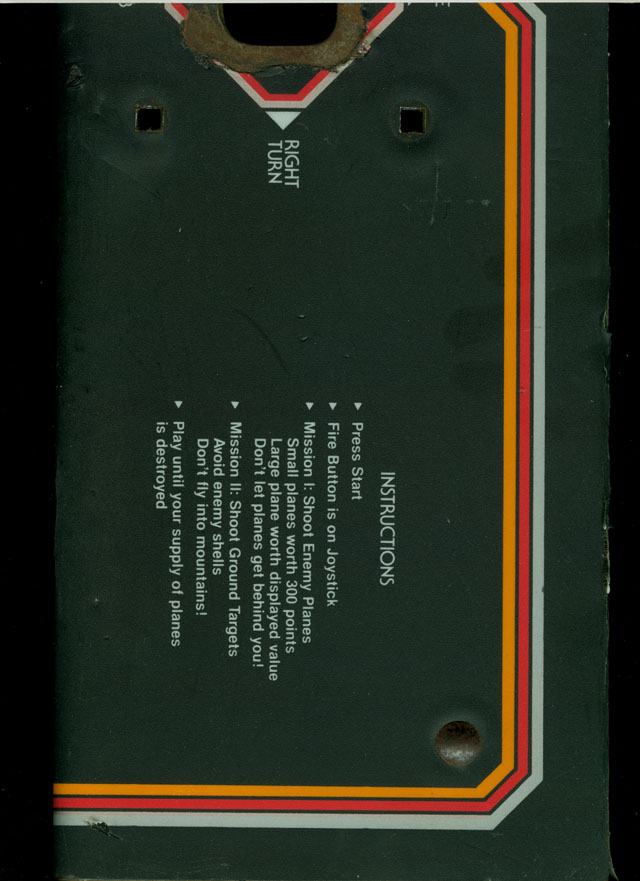 RIGHT
TURN
INSTRUCTIONS
▸ Press Start
▸ Fire Button is on Joystick
▸ Mission I: Shoot Enemy Planes
Small planes worth 300 points
Large plane worth displayed value
Don't let planes get behind you!
▸ Mission II: Shoot Ground Targets
Avoid enemy shells
Don't fly into mountains!
▸ Play until your supply of planes
is destroyed